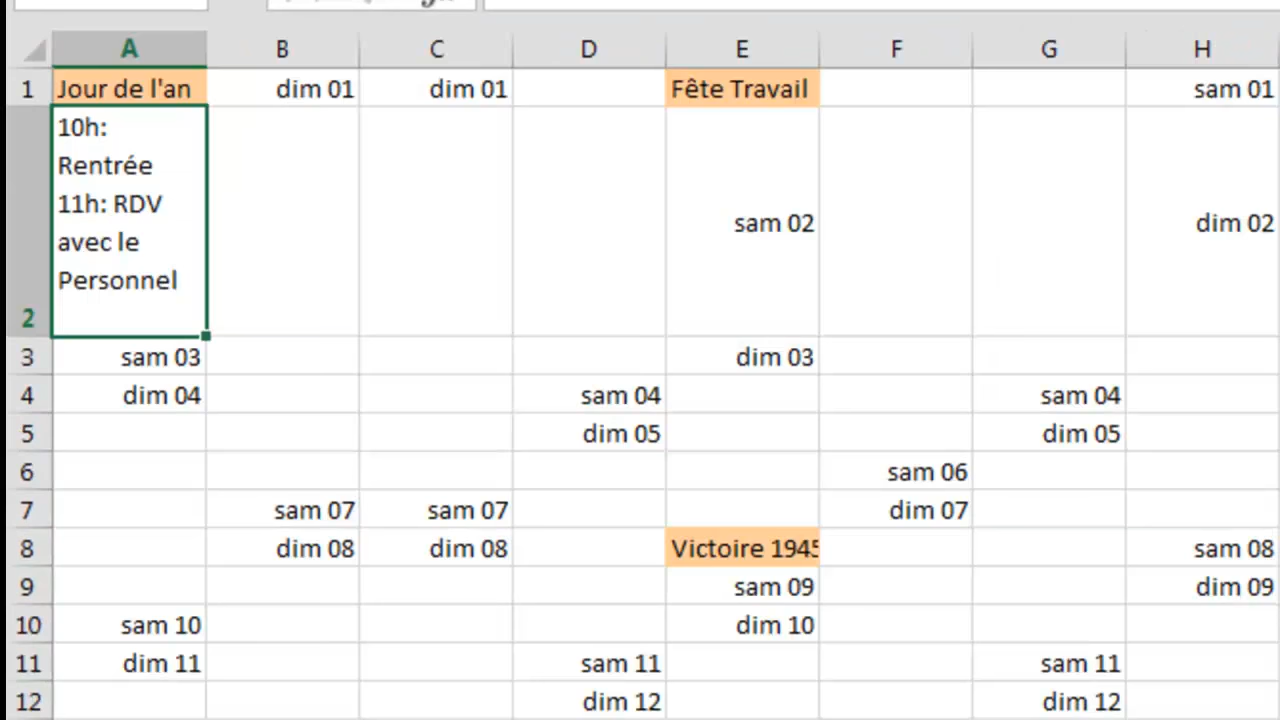 A B C D E F G H
1 Jour de l'an dim 01 dim 01 Fête Travail sam 01
10h:
Rentrée
11h: RDV
avec le
Personnel
2 sam 02 dim 02
3 sam 03 dim 03
4 dim 04 sam 04 sam 04
5 dim 05 dim 05
6 sam 06
7 sam 07 sam 07 dim 07
8 dim 08 dim 08 Victoire 1945 sam 08
9 sam 09 dim 09
10 sam 10 dim 10
11 dim 11 sam 11 sam 11
12 dim 12 dim 12